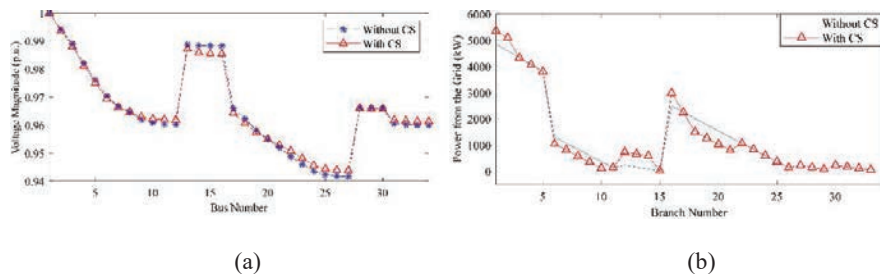 1
0.99
0.98
0.97
0.96
0.95
0.94
Voltage Magnitude (p.u.)
5
10
15
20
25
30
Bus Number
Without CS
With CS
(a)
6000
5000
4000
3000
2000
1000
0
Power from the Grid (kW)
5
10
15
20
25
30
Branch Number
Without CS
With CS
(b)